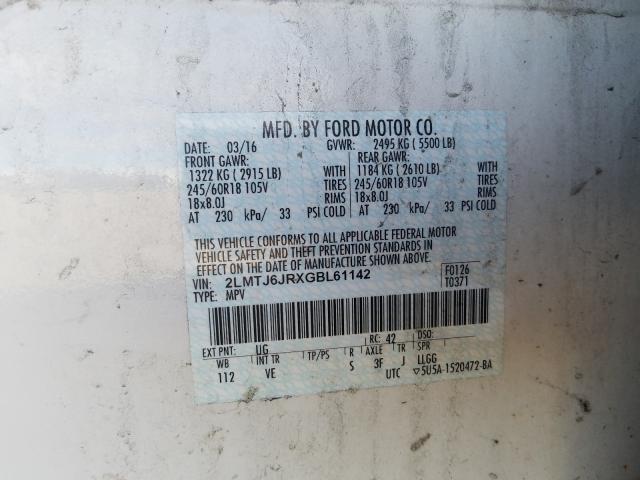 MFD. BY FORD MOTOR CO.
DATE: 03/16 GVWR: 2495 KG (5500 LB)
FRONT GAWR: REAR GAWR:
1322 KG (2915 LB) WITH 1184 KG (2610 LB) WITH
245/60R18 105V TIRES 245/60R18 105V TIRES
18x8.0J RIMS 18x8.0J RIMS
AT 230 kPa/ 33 PSI COLD AT 230 kPa/ 33 PSI COLD
THIS VEHICLE CONFORMS TO ALL APPLICABLE FEDERAL MOTOR
VEHICLE SAFETY AND THEFT PREVENTION STANDARDS IN
EFFECT ON THE DATE OF MANUFACTURE SHOWN ABOVE.
VIN: 2LMTJ6JRXGBL61142 F0126
TYPE: MPV T0371
EXT PNT: UG RC: 42 DSO:
WB INT TR TP/PS R AXLE TR SPR
112 VE S 3F J LLGG
UTC ▽5U5A-1520472-BA